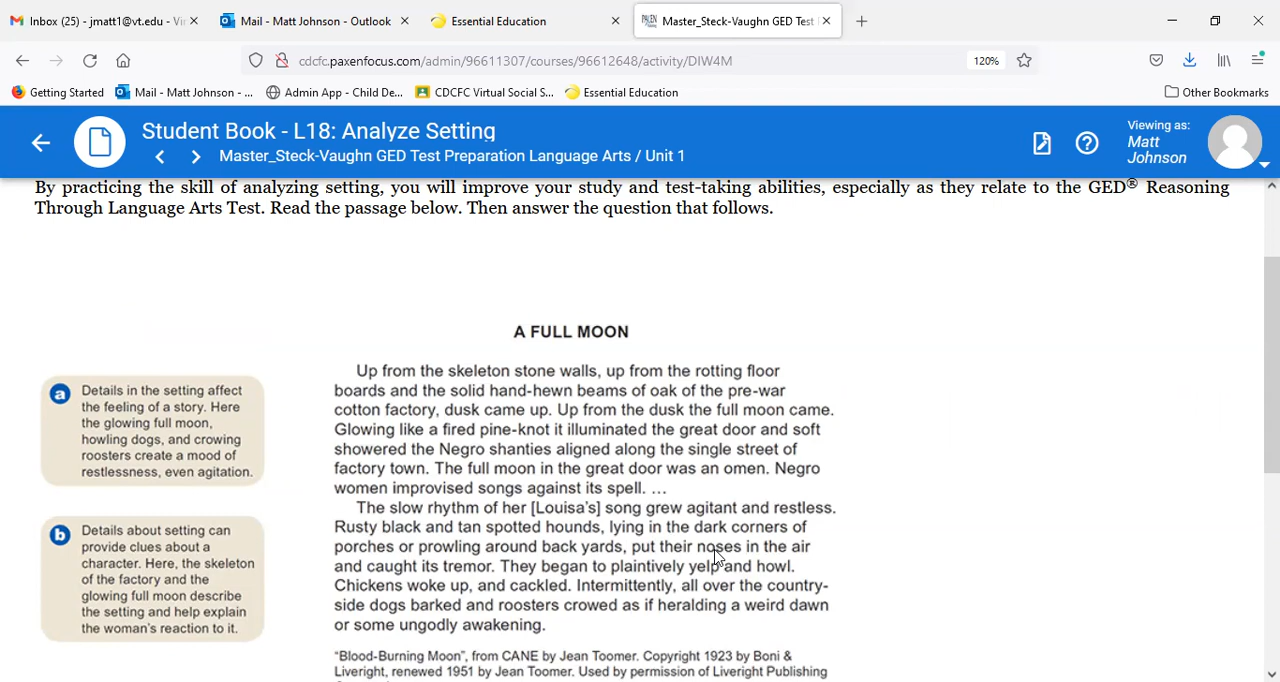 Inbox (25) - jmatt1@vt.edu - Vi
Mail - Matt Johnson - Outlook
Essential Education
PAXEN
Master_Steck-Vaughn GED Test
cdcfc.paxenfocus.com/admin/96611307/courses/96612648/activity/DIW4M
120%
Getting Started
Mail - Matt Johnson - ...
Admin App - Child De...
CDCFC Virtual Social S...
Essential Education
Other Bookmarks
Student Book - L18: Analyze Setting
Master_Steck-Vaughn GED Test Preparation Language Arts / Unit 1
Viewing as:
Matt
Johnson
By practicing the skill of analyzing setting, you will improve your study and test-taking abilities, especially as they relate to the GED® Reasoning
Through Language Arts Test. Read the passage below. Then answer the question that follows.
A FULL MOON
a
Details in the setting affect
the feeling of a story. Here
the glowing full moon,
howling dogs, and crowing
roosters create a mood of
restlessness, even agitation.
b
Details about setting can
provide clues about a
character. Here, the skeleton
of the factory and the
glowing full moon describe
the setting and help explain
the woman's reaction to it.
Up from the skeleton stone walls, up from the rotting floor
boards and the solid hand-hewn beams of oak of the pre-war
cotton factory, dusk came up. Up from the dusk the full moon came.
Glowing like a fired pine-knot it illuminated the great door and soft
showered the Negro shanties aligned along the single street of
factory town. The full moon in the great door was an omen. Negro
women improvised songs against its spell. ...
The slow rhythm of her [Louisa's] song grew agitant and restless.
Rusty black and tan spotted hounds, lying in the dark corners of
porches or prowling around back yards, put their noses in the air
and caught its tremor. They began to plaintively yelp and howl.
Chickens woke up, and cackled. Intermittently, all over the country-
side dogs barked and roosters crowed as if heralding a weird dawn
or some ungodly awakening.
"Blood-Burning Moon", from CANE by Jean Toomer. Copyright 1923 by Boni &
Liveright, renewed 1951 by Jean Toomer. Used by permission of Liveright Publishing